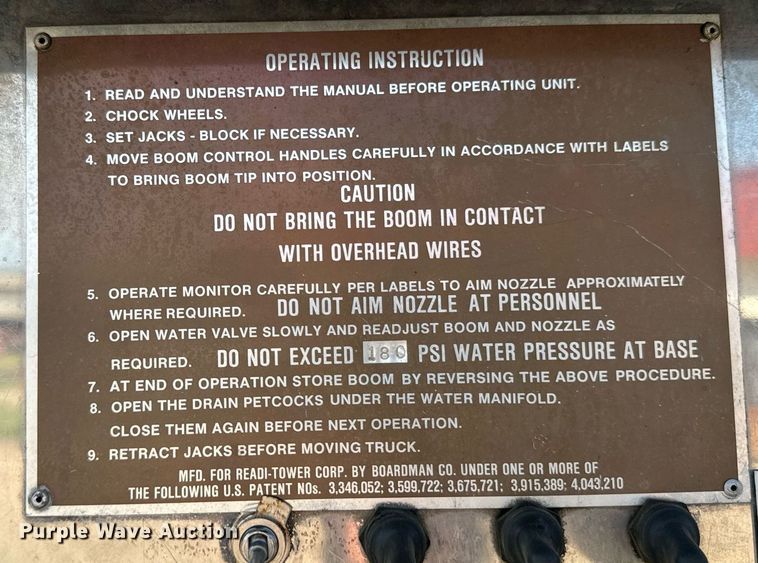 OPERATING INSTRUCTION
1. READ AND UNDERSTAND THE MANUAL BEFORE OPERATING UNIT.
2. CHOCK WHEELS.
3. SET JACKS - BLOCK IF NECESSARY.
4. MOVE BOOM CONTROL HANDLES CAREFULLY IN ACCORDANCE WITH LABELS
TO BRING BOOM TIP INTO POSITION.
CAUTION
DO NOT BRING THE BOOM IN CONTACT
WITH OVERHEAD WIRES
5. OPERATE MONITOR CAREFULLY PER LABELS TO AIM NOZZLE APPROXIMATELY
WHERE REQUIRED. DO NOT AIM NOZZLE AT PERSONNEL
6. OPEN WATER VALVE SLOWLY AND READJUST BOOM AND NOZZLE AS
REQUIRED. DO NOT EXCEED 180 PSI WATER PRESSURE AT BASE
7. AT END OF OPERATION STORE BOOM BY REVERSING THE ABOVE PROCEDURE.
8. OPEN THE DRAIN PETCOCKS UNDER THE WATER MANIFOLD.
CLOSE THEM AGAIN BEFORE NEXT OPERATION.
9. RETRACT JACKS BEFORE MOVING TRUCK.
MFD. FOR READI-TOWER CORP. BY BOARDMAN CO. UNDER ONE OR MORE OF
THE FOLLOWING U.S. PATENT NOs. 3,346,052; 3,599,722; 3,675,721; 3,915,389; 4,043,210
Purple Wave Auction